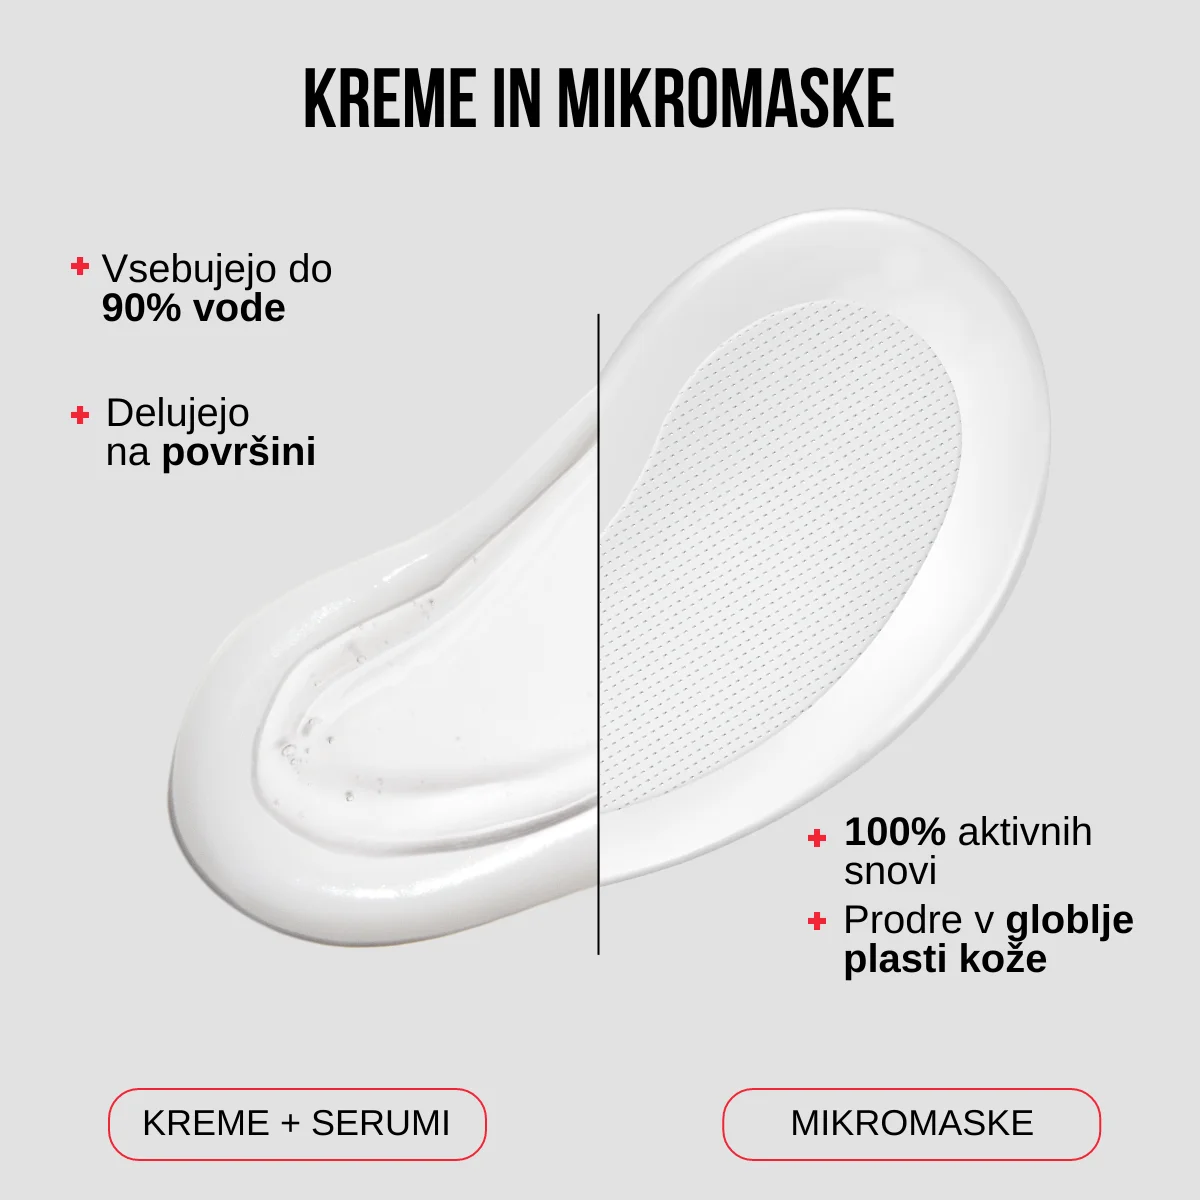 KREME IN MIKROMASKE
Vsebujejo do
90% vode
Delujejo
na površini
100% aktivnih
snovi
Prodre v globlje
plasti kože
KREME + SERUMI
MIKROMASKE